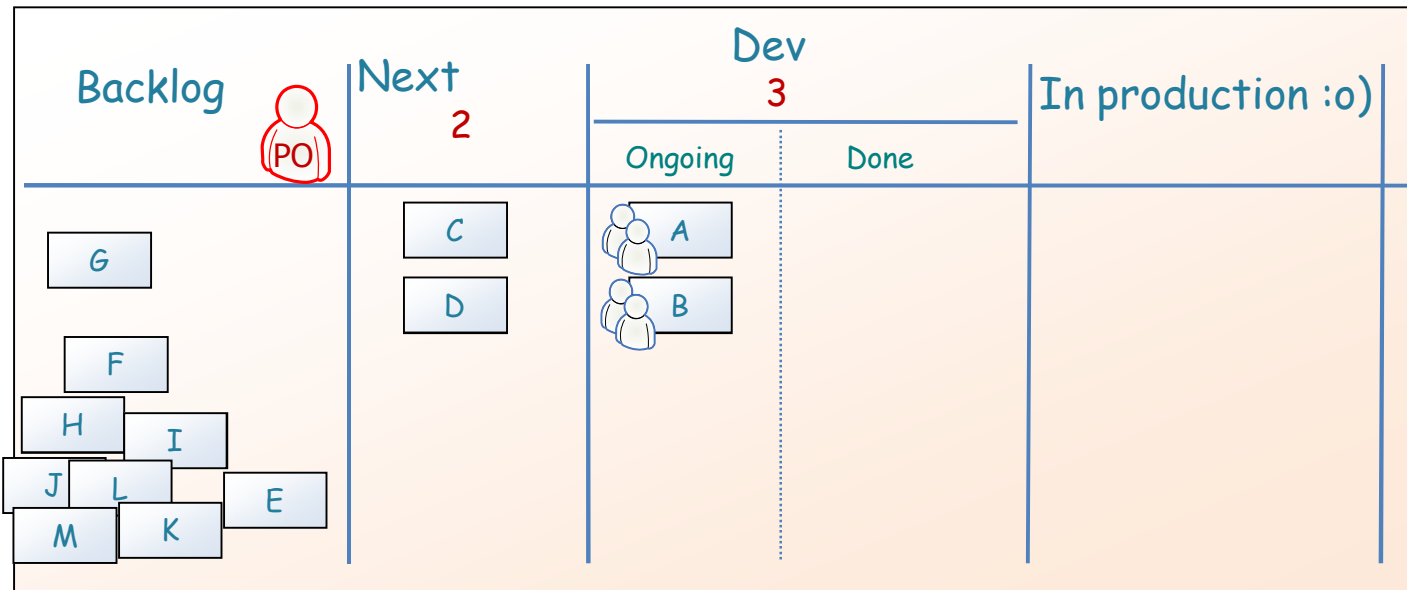 Dev
Backlog
Next
3
In production :o)
2
PO
Ongoing
Done
C
A
G
D
B
F
H
I
J
L
E
M
K